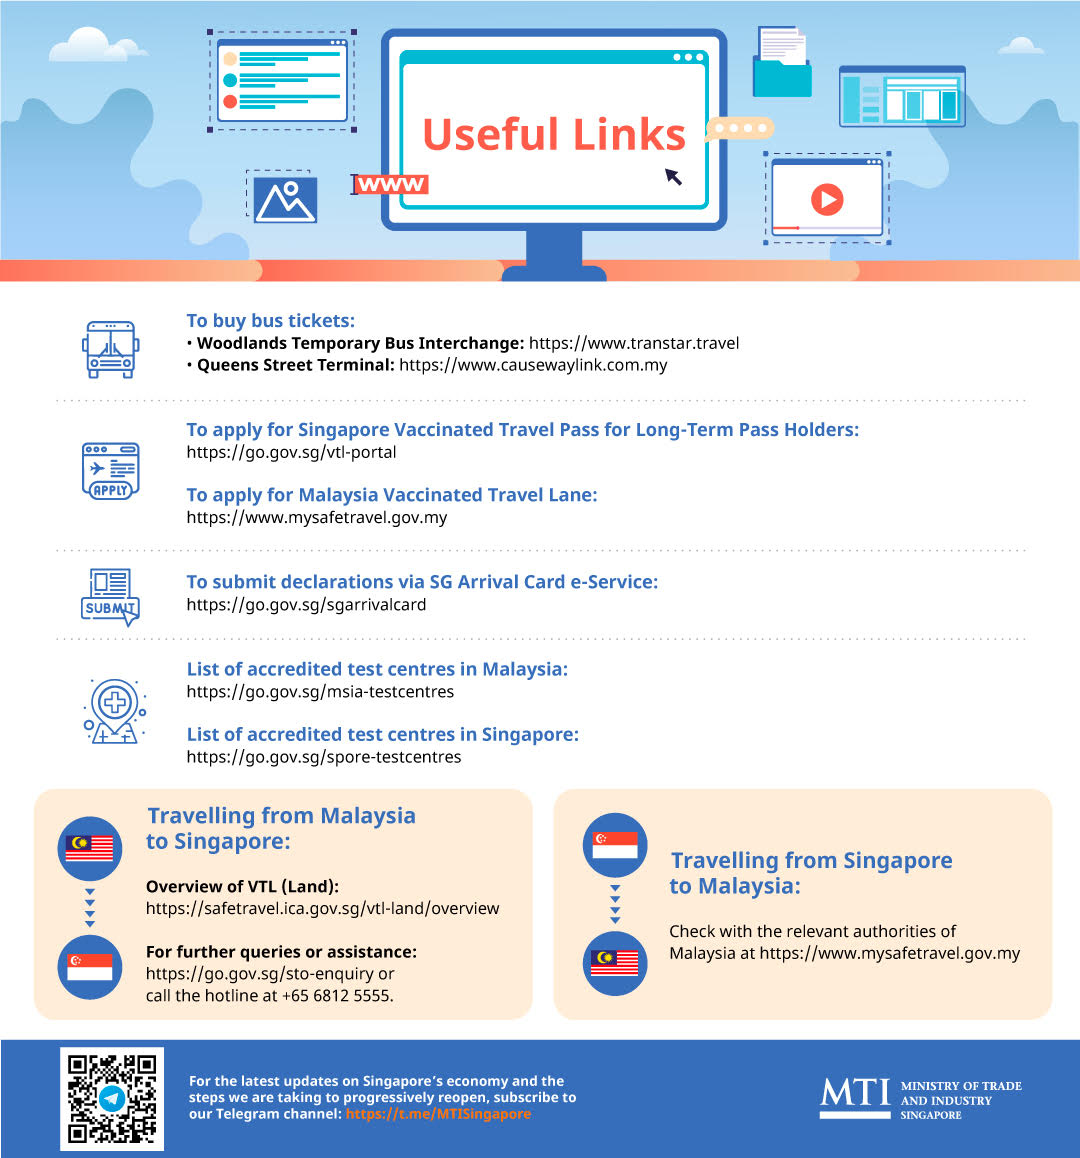 Useful Links
www
To buy bus tickets:
• Woodlands Temporary Bus Interchange: https://www.transtar.travel
• Queens Street Terminal: https://www.causewaylink.com.my
APPLY
To apply for Singapore Vaccinated Travel Pass for Long-Term Pass Holders:
https://go.gov.sg/vtl-portal
To apply for Malaysia Vaccinated Travel Lane:
https://www.mysafetravel.gov.my
SUBMIT
To submit declarations via SG Arrival Card e-Service:
https://go.gov.sg/sgarrivalcard
List of accredited test centres in Malaysia:
https://go.gov.sg/msia-testcentres
List of accredited test centres in Singapore:
https://go.gov.sg/spore-testcentres
Travelling from Malaysia
to Singapore:
Overview of VTL (Land):
https://safetravel.ica.gov.sg/vtl-land/overview
For further queries or assistance:
https://go.gov.sg/sto-enquiry or
call the hotline at +65 6812 5555.
Travelling from Singapore
to Malaysia:
Check with the relevant authorities of
Malaysia at https://www.mysafetravel.gov.my
For the latest updates on Singapore's economy and the
steps we are taking to progressively reopen, subscribe to
our Telegram channel: https://t.me/MTISingapore
MTI
MINISTRY OF TRADE
AND INDUSTRY
SINGAPORE